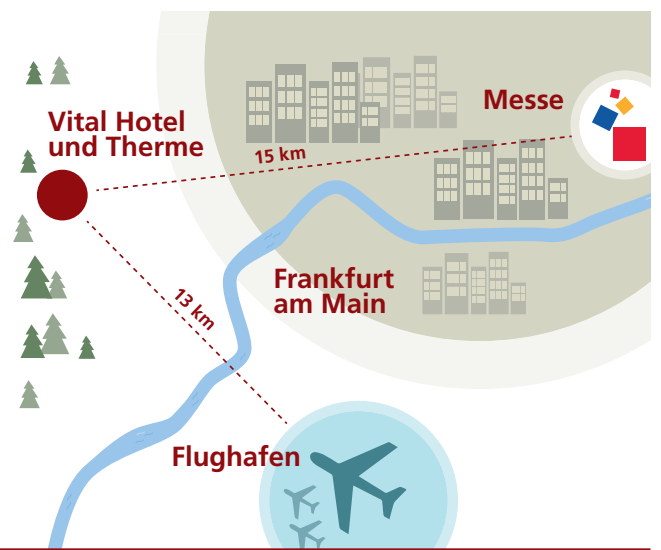 Vital Hotel
und Therme
Messe
15 km
Frankfurt
am Main
13 km
Flughafen